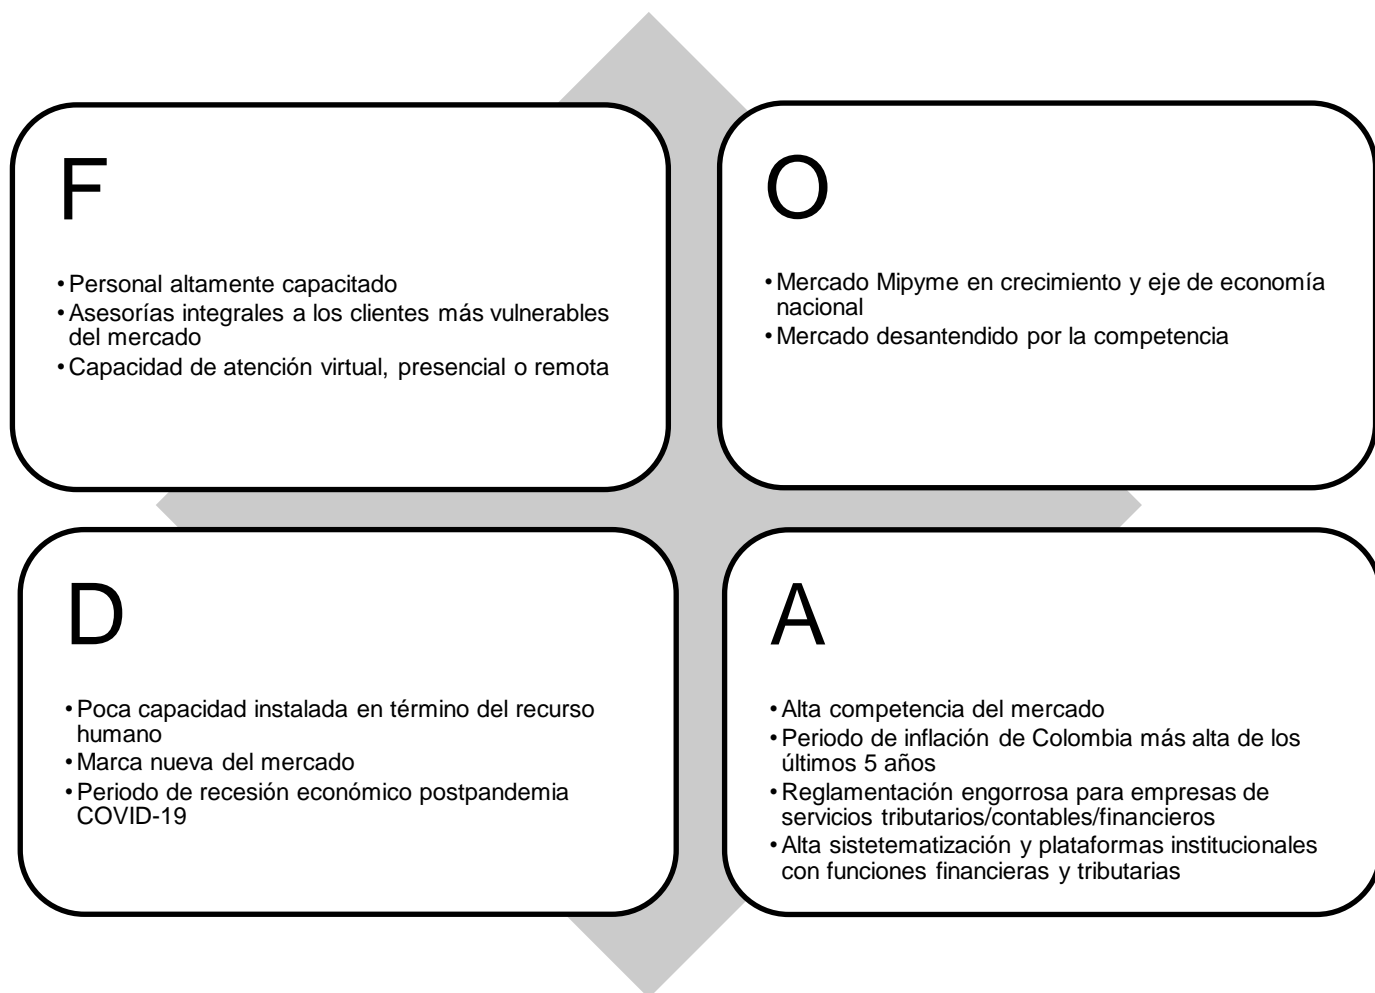 F
• Personal altamente capacitado
• Asesorías integrales a los clientes más vulnerables
del mercado
• Capacidad de atención virtual, presencial o remota
O
• Mercado Mipyme en crecimiento y eje de economía
nacional
• Mercado desantendido por la competencia
D
• Poca capacidad instalada en término del recurso
humano
• Marca nueva del mercado
• Periodo de recesión económico postpandemia
COVID-19
A
• Alta competencia del mercado
• Periodo de inflación de Colombia más alta de los
últimos 5 años
• Reglamentación engorrosa para empresas de
servicios tributarios/contables/financieros
• Alta sistetematización y plataformas institucionales
con funciones financieras y tributarias